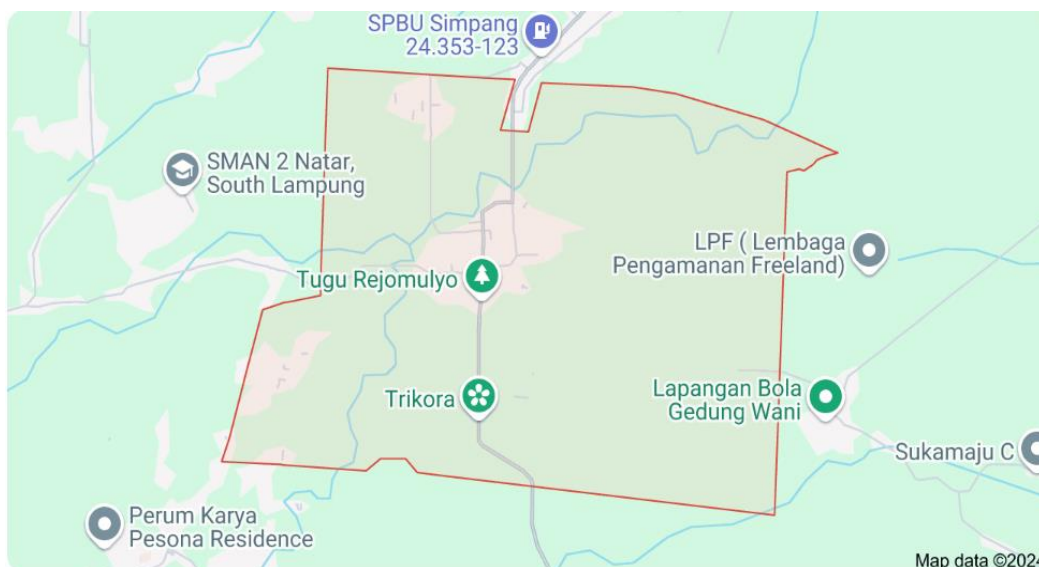 SPBU Simpang
24.353-123
SMAN 2 Natar,
South Lampung
LPF ( Lembaga
Pengamanan Freeland)
Tugu Rejomulyo
Trikora
Lapangan Bola
Gedung Wani
Sukamaju C
Perum Karya
Pesona Residence
Map data ©2024